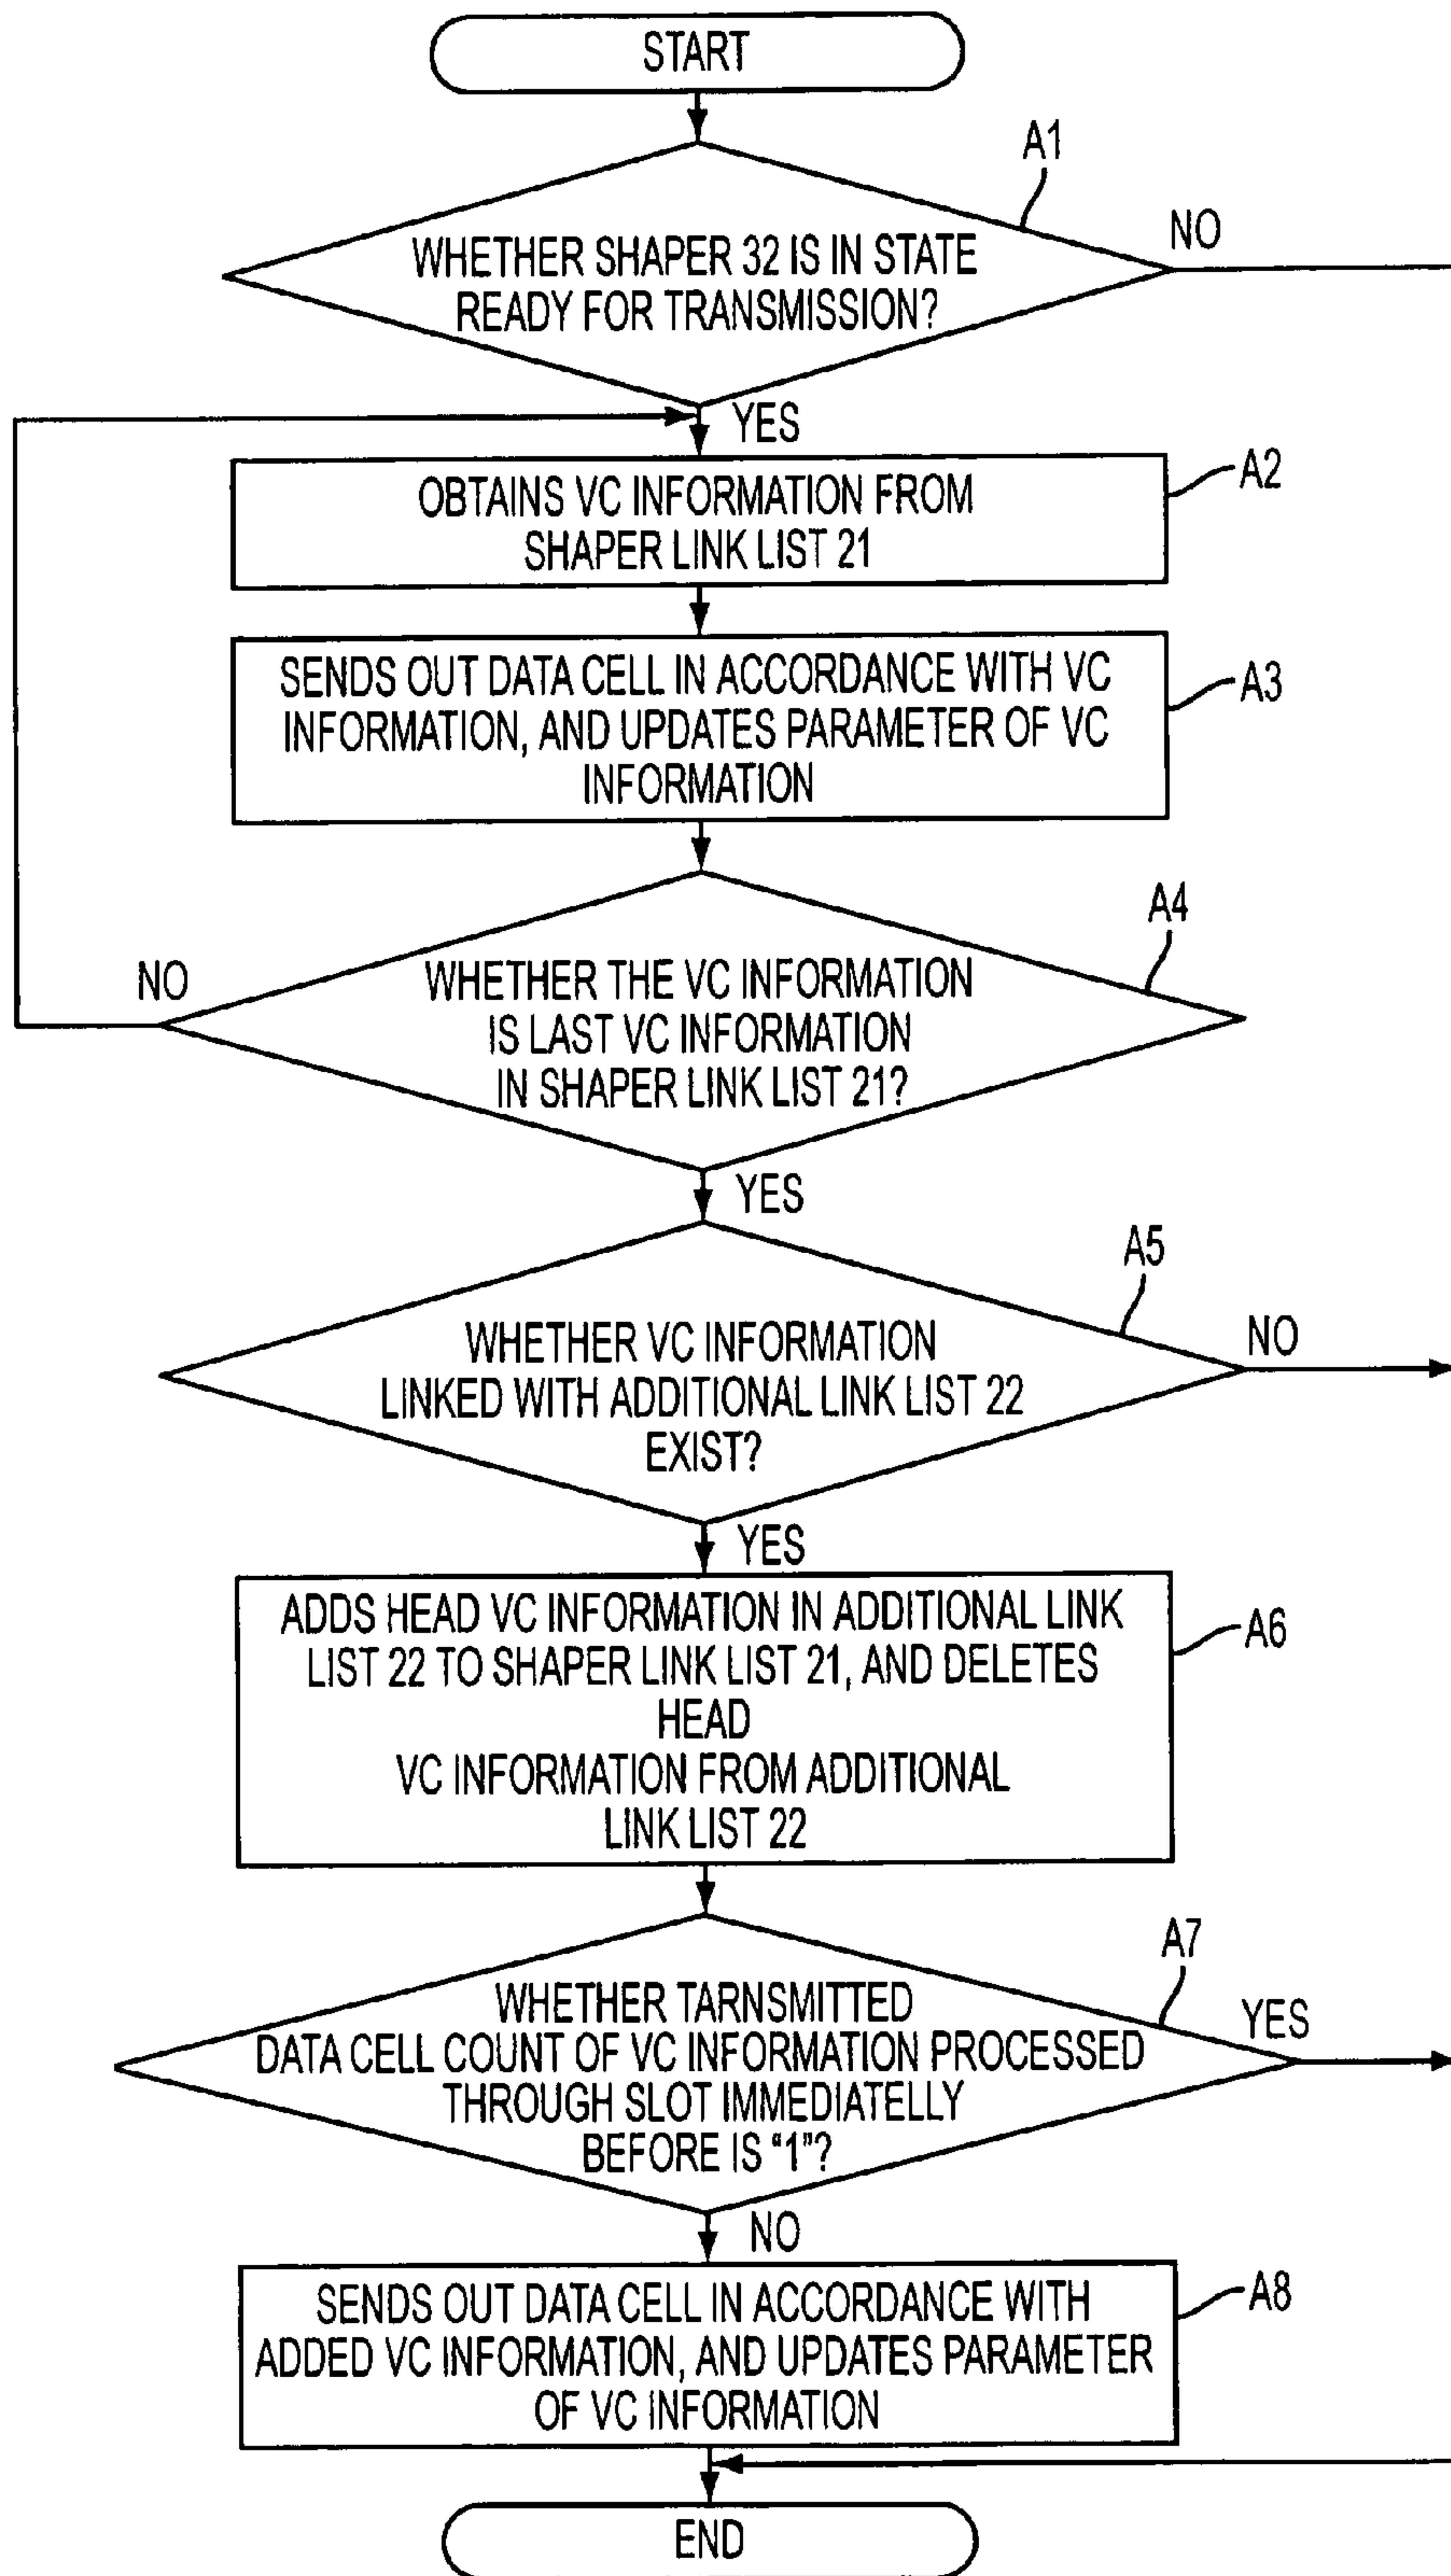 START
A1
NO
WHETHER SHAPER 32 IS IN STATE
READY FOR TRANSMISSION?
YES
A2
OBTAINS VC INFORMATION FROM
SHAPER LINK LIST 21
A3
SENDS OUT DATA CELL IN ACCORDANCE WITH VC
INFORMATION, AND UPDATES PARAMETER OF VC
INFORMATION
A4
NO
WHETHER THE VC INFORMATION
IS LAST VC INFORMATION
IN SHAPER LINK LIST 21?
YES
A5
NO
WHETHER VC INFORMATION
LINKED WITH ADDITIONAL LINK LIST 22
EXIST?
YES
A6
ADDS HEAD VC INFORMATION IN ADDITIONAL LINK
LIST 22 TO SHAPER LINK LIST 21, AND DELETES
HEAD
VC INFORMATION FROM ADDITIONAL
LINK LIST 22
A7
YES
WHETHER TARNSMITTED
DATA CELL COUNT OF VC INFORMATION PROCESSED
THROUGH SLOT IMMEDIATELLY
BEFORE IS “1”?
NO
A8
SENDS OUT DATA CELL IN ACCORDANCE WITH
ADDED VC INFORMATION, AND UPDATES PARAMETER
OF VC INFORMATION
END